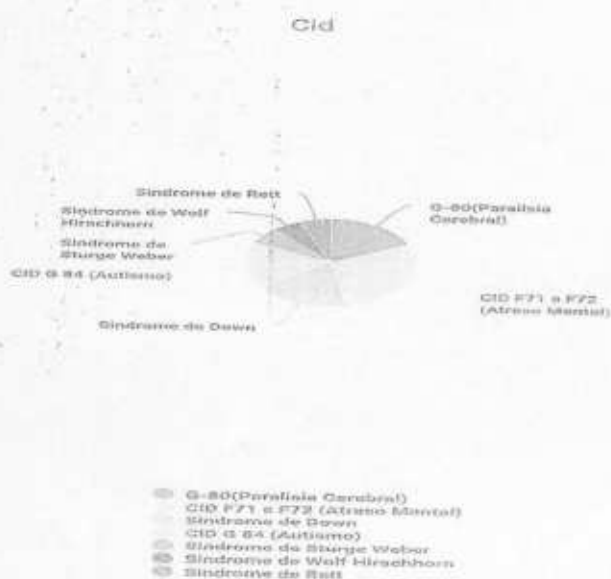 Cid
Sindrome de Rett
Sindrome de Wolf
Hirschhorn
Sindrome de
Sturge Weber
CID G 84 (Autismo)
Sindrome de Down
G-80(Paralisia
Cerebral)
CID F71 e F72
(Atraso Mental)
G-80(Paralisia Cerebral)
CID F71 e F72 (Atraso Mental)
Sindrome de Down
CID G 84 (Autismo)
Sindrome de Sturge Weber
Sindrome de Wolf Hirschhorn
Sindrome de Rett